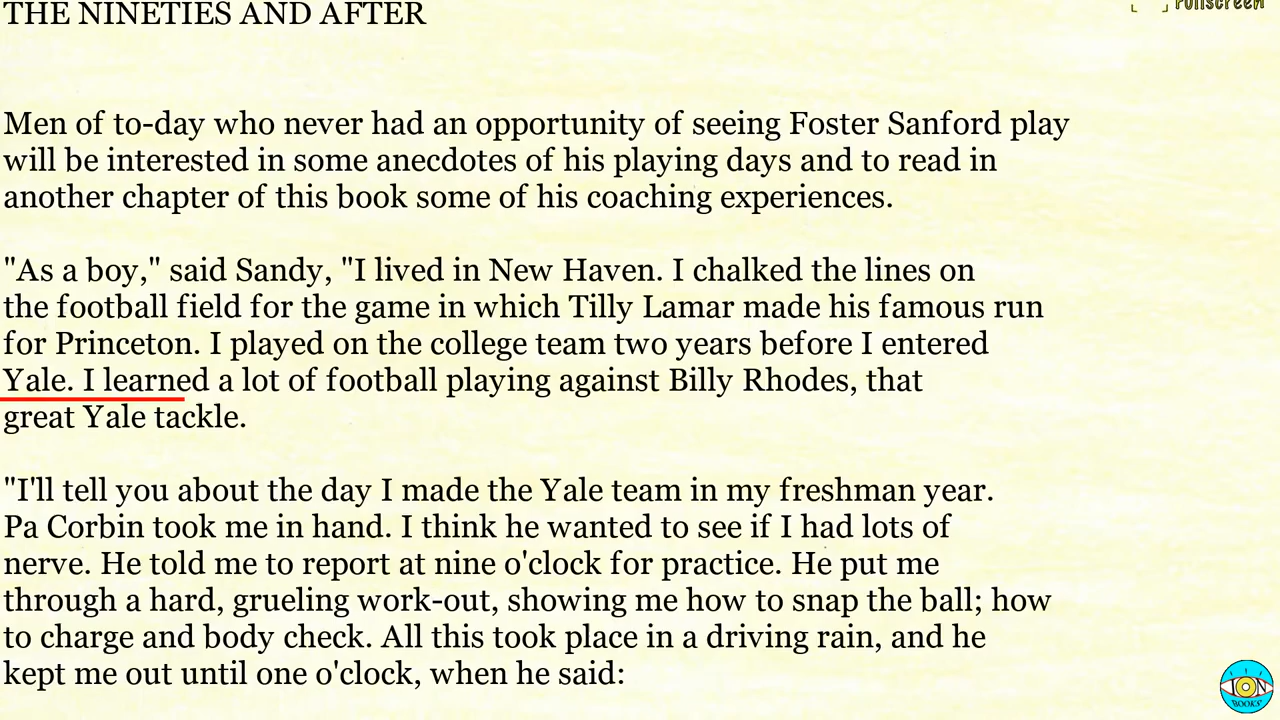 THE NINETIES AND AFTER
Fullscreen
Men of to-day who never had an opportunity of seeing Foster Sanford play
will be interested in some anecdotes of his playing days and to read in
another chapter of this book some of his coaching experiences.
"As a boy," said Sandy, "I lived in New Haven. I chalked the lines on
the football field for the game in which Tilly Lamar made his famous run
for Princeton. I played on the college team two years before I entered
Yale. I learned a lot of football playing against Billy Rhodes, that
great Yale tackle.
"I'll tell you about the day I made the Yale team in my freshman year.
Pa Corbin took me in hand. I think he wanted to see if I had lots of
nerve. He told me to report at nine o'clock for practice. He put me
through a hard, grueling work-out, showing me how to snap the ball; how
to charge and body check. All this took place in a driving rain, and he
kept me out until one o'clock, when he said:
ION
BOOKS